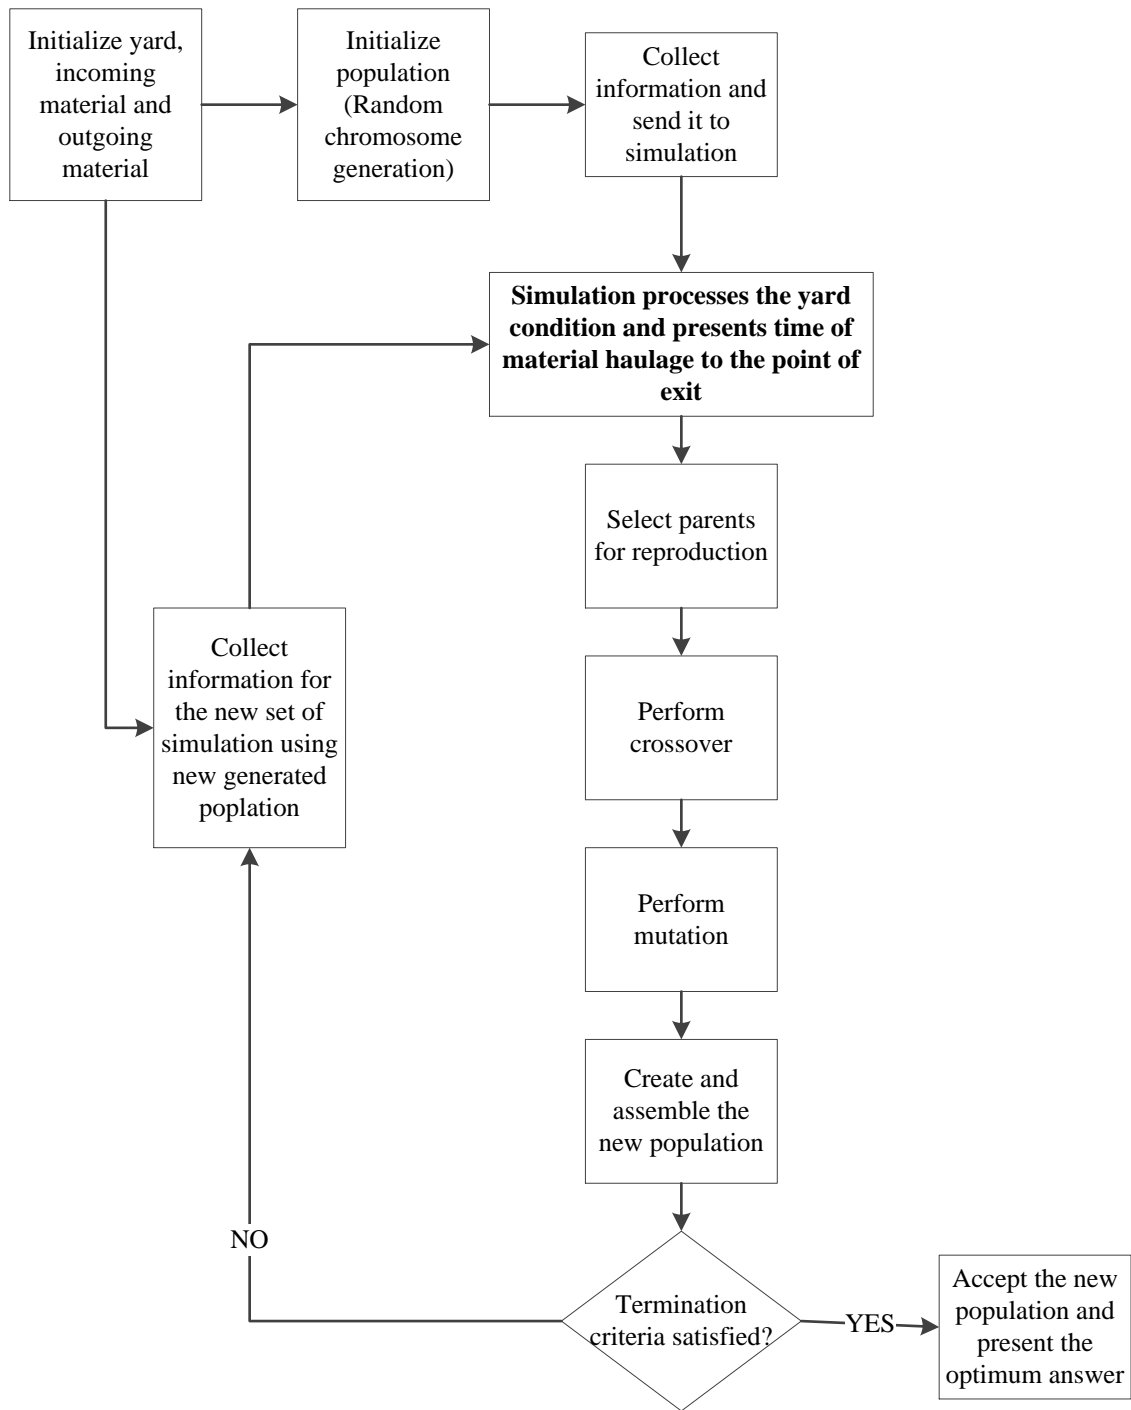 Initialize yard,
incoming
material and
outgoing
material
Initialize
population
(Random
chromosome
generation)
Collect
information and
send it to
simulation
Simulation processes the yard
condition and presents time of
material haulage to the point of
exit
Select parents
for reproduction
Collect
information for
the new set of
simulation using
new generated
poplation
Perform
crossover
Perform
mutation
Create and
assemble the
new population
NO
Termination
criteria satisfied?
YES
Accept the new
population and
present the
optimum answer